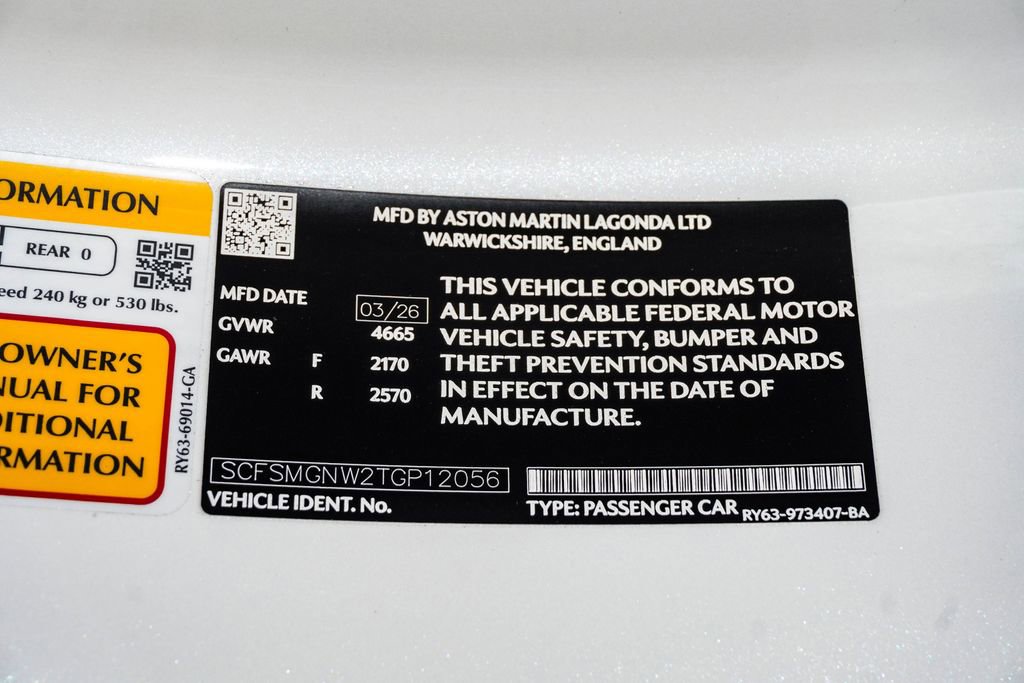 ORMATION
REAR 0
eed 240 kg or 530 lbs.
OWNER'S
NUAL FOR
DITIONAL
RMATION
RY63-69014-GA
MFD BY ASTON MARTIN LAGONDA LTD
WARWICKSHIRE, ENGLAND
MFD DATE 03/26
GVWR 4665
GAWR F 2170
R 2570
THIS VEHICLE CONFORMS TO
ALL APPLICABLE FEDERAL MOTOR
VEHICLE SAFETY, BUMPER AND
THEFT PREVENTION STANDARDS
IN EFFECT ON THE DATE OF
MANUFACTURE.
SCFSMGNW2TGP12056
VEHICLE IDENT. No.
TYPE: PASSENGER CAR RY63-973407-BA